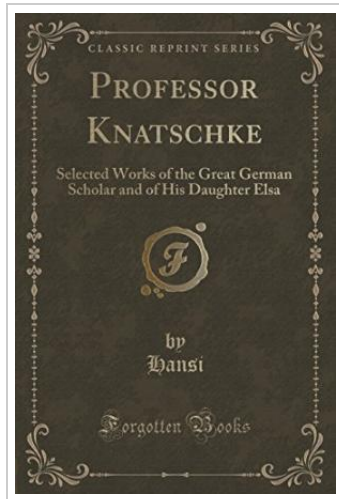 CLASSIC REPRINT SERIES
PROFESSOR
KNATSCHKE
Selected Works of the Great German
Scholar and of His Daughter Elsa
F
by
Hansi
Forgotten Books